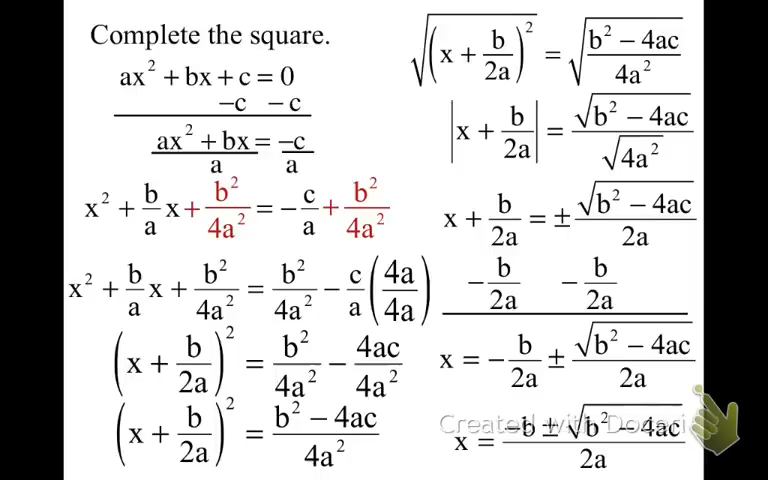 Complete the square.
ax² + bx + c = 0
−c −c
ax² + bx = −c
a a
x² + b/a x + b²/4a² = − c/a + b²/4a²
x² + b/a x + b²/4a² = b²/4a² − c/a (4a/4a)
(x + b/2a)² = b²/4a² − 4ac/4a²
(x + b/2a)² = b² − 4ac/4a²
√(x + b/2a)² = √b² − 4ac/4a²
|x + b/2a| = √b² − 4ac/√4a²
x + b/2a = ± √b² − 4ac/2a
− b/2a − b/2a
x = − b/2a ± √b² − 4ac/2a
x = −b ± √b² − 4ac/2a
Created with Doceri